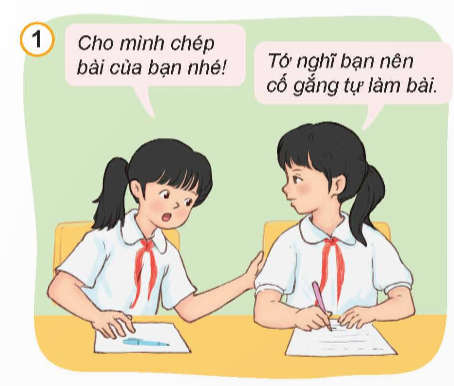 1
Cho mình chép
bài của bạn nhé!
Tớ nghĩ bạn nên
cố gắng tự làm bài.